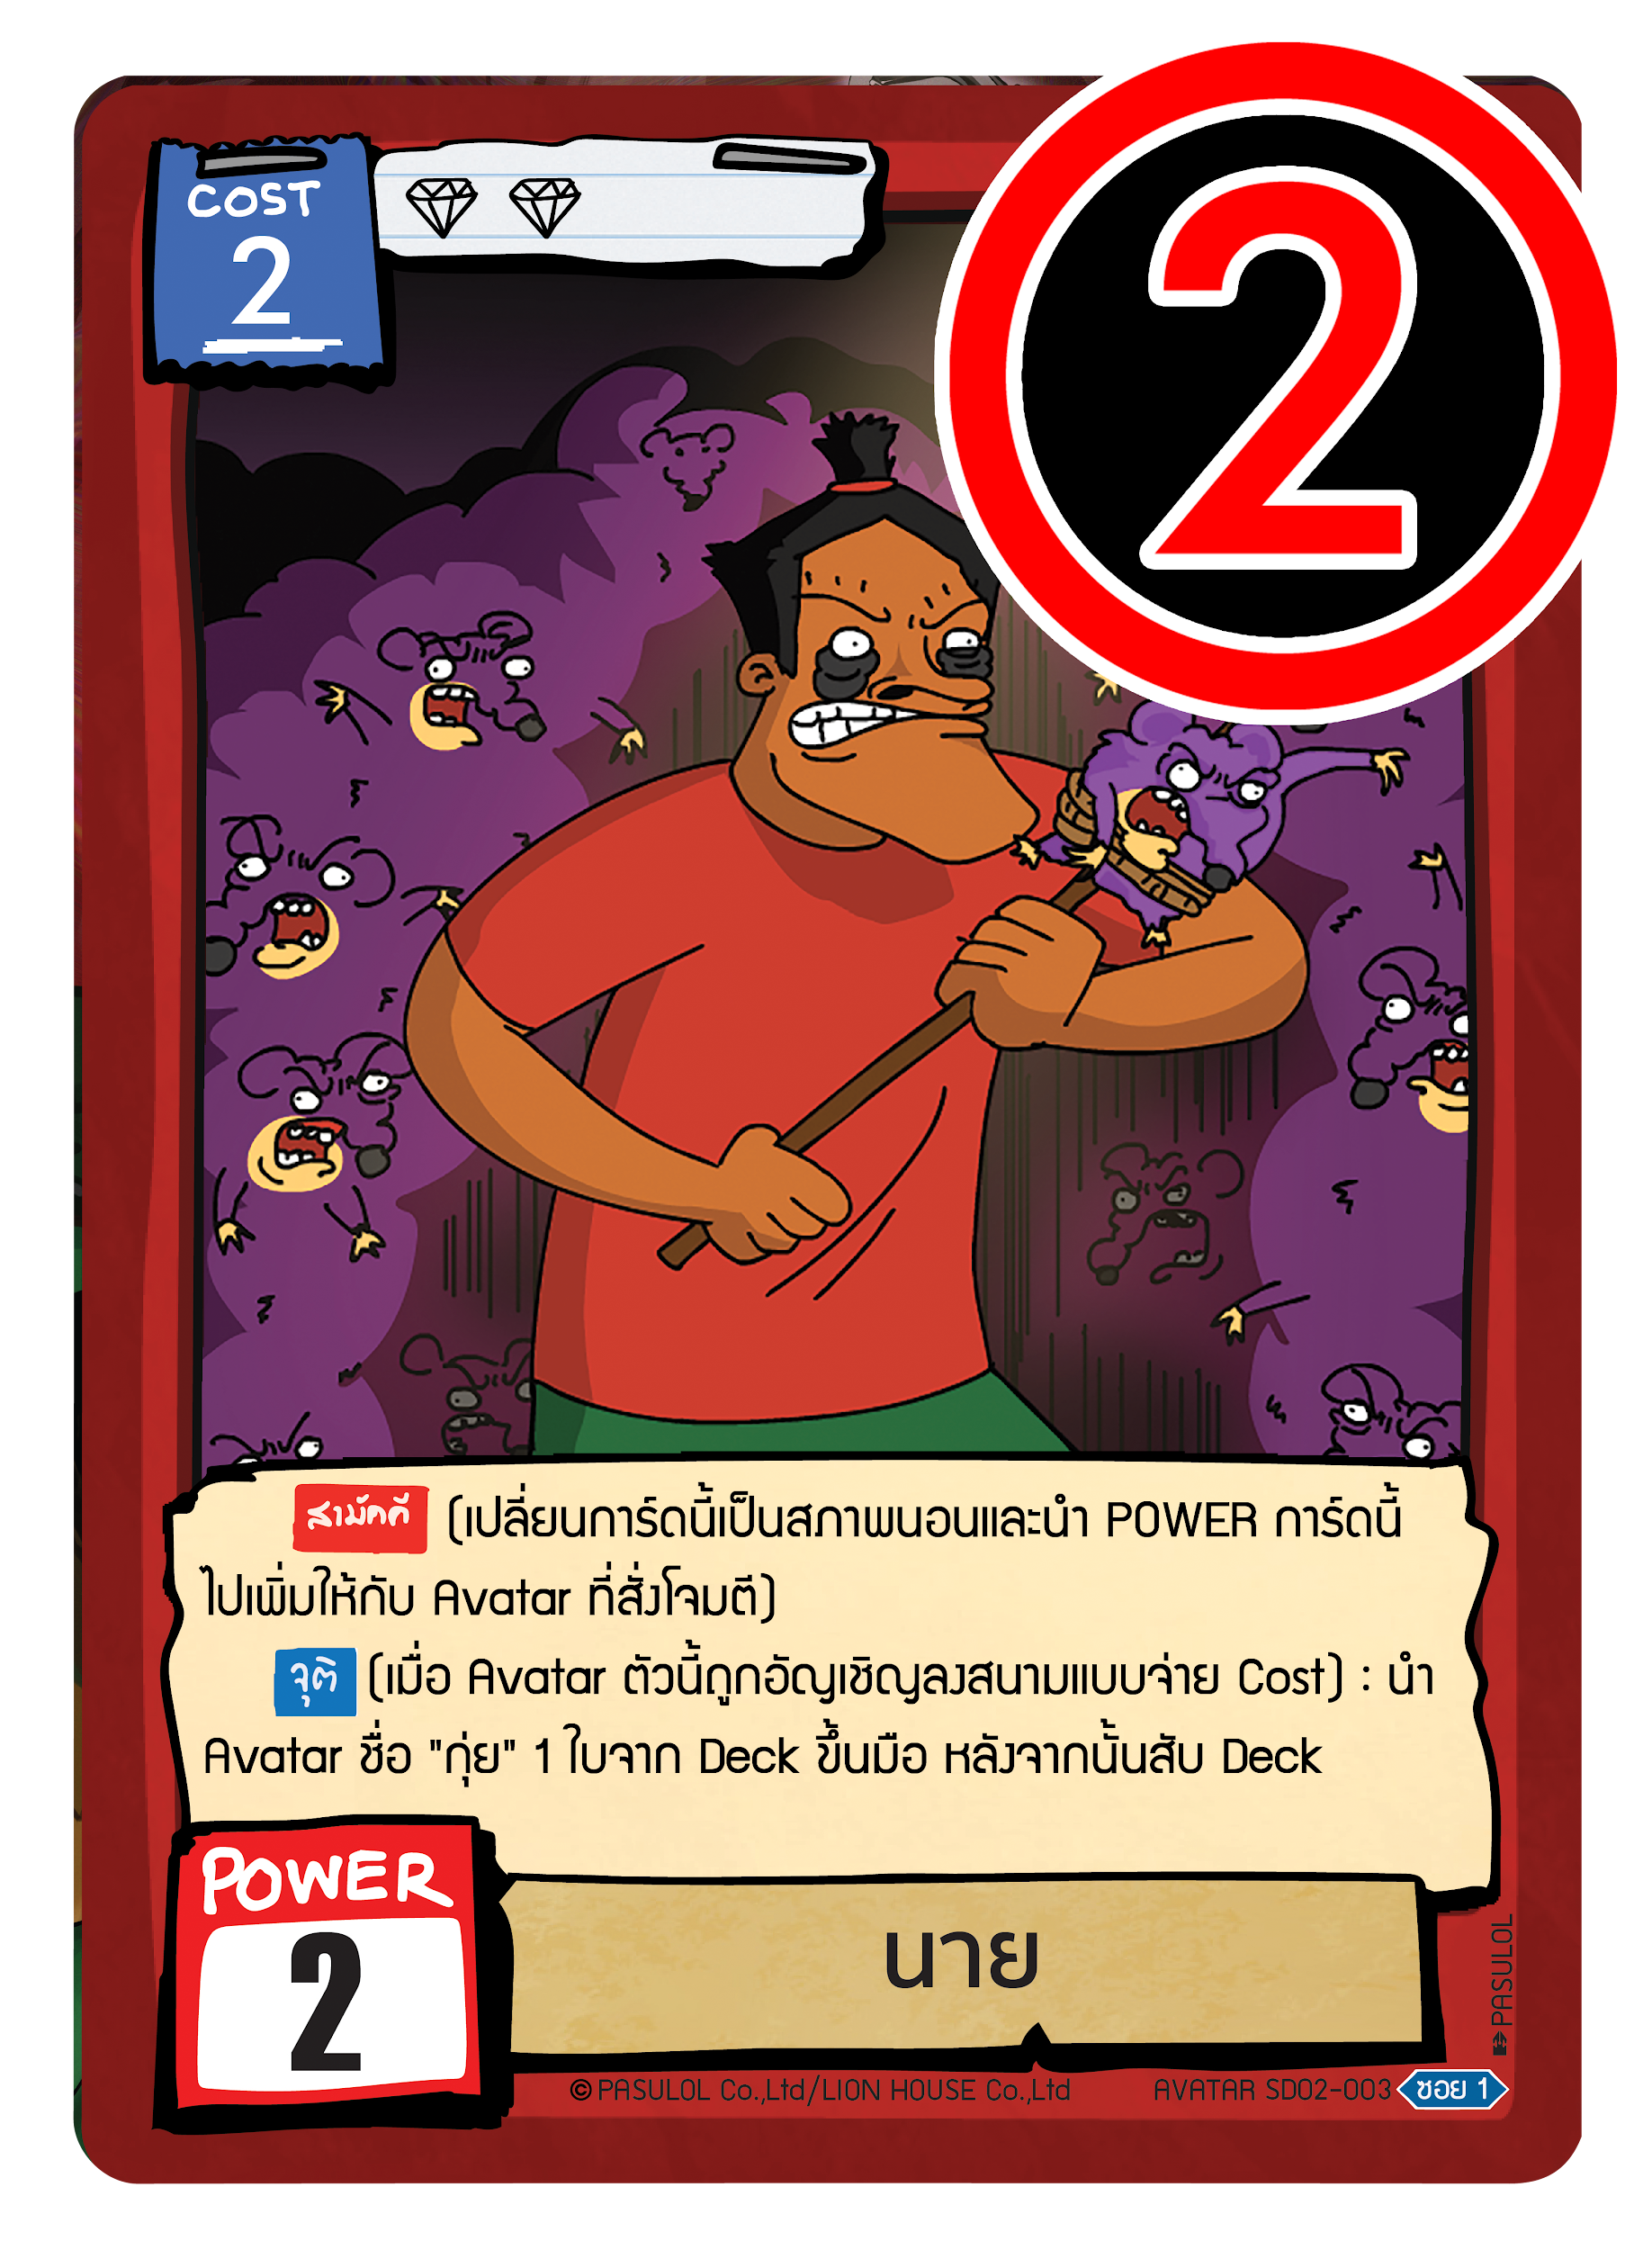 COST
2
2
สามัคคี (เปลี่ยนการ์ดนี้เป็นสภาพนอนและนำ POWER การ์ดนี้
ไปเพิ่มให้กับ Avatar ที่สั่งโจมตี)
จุติ (เมื่อ Avatar ตัวนี้ถูกอัญเชิญลงสนามแบบจ่าย Cost) : นำ
Avatar ชื่อ "กุ่ย" 1 ใบจาก Deck ขึ้นมือ หลังจากนั้นสับ Deck
POWER
2
นาย
PASULOL
© PASULOL Co.,Ltd/LION HOUSE Co.,Ltd
AVATAR SD02-003 ซอย 1